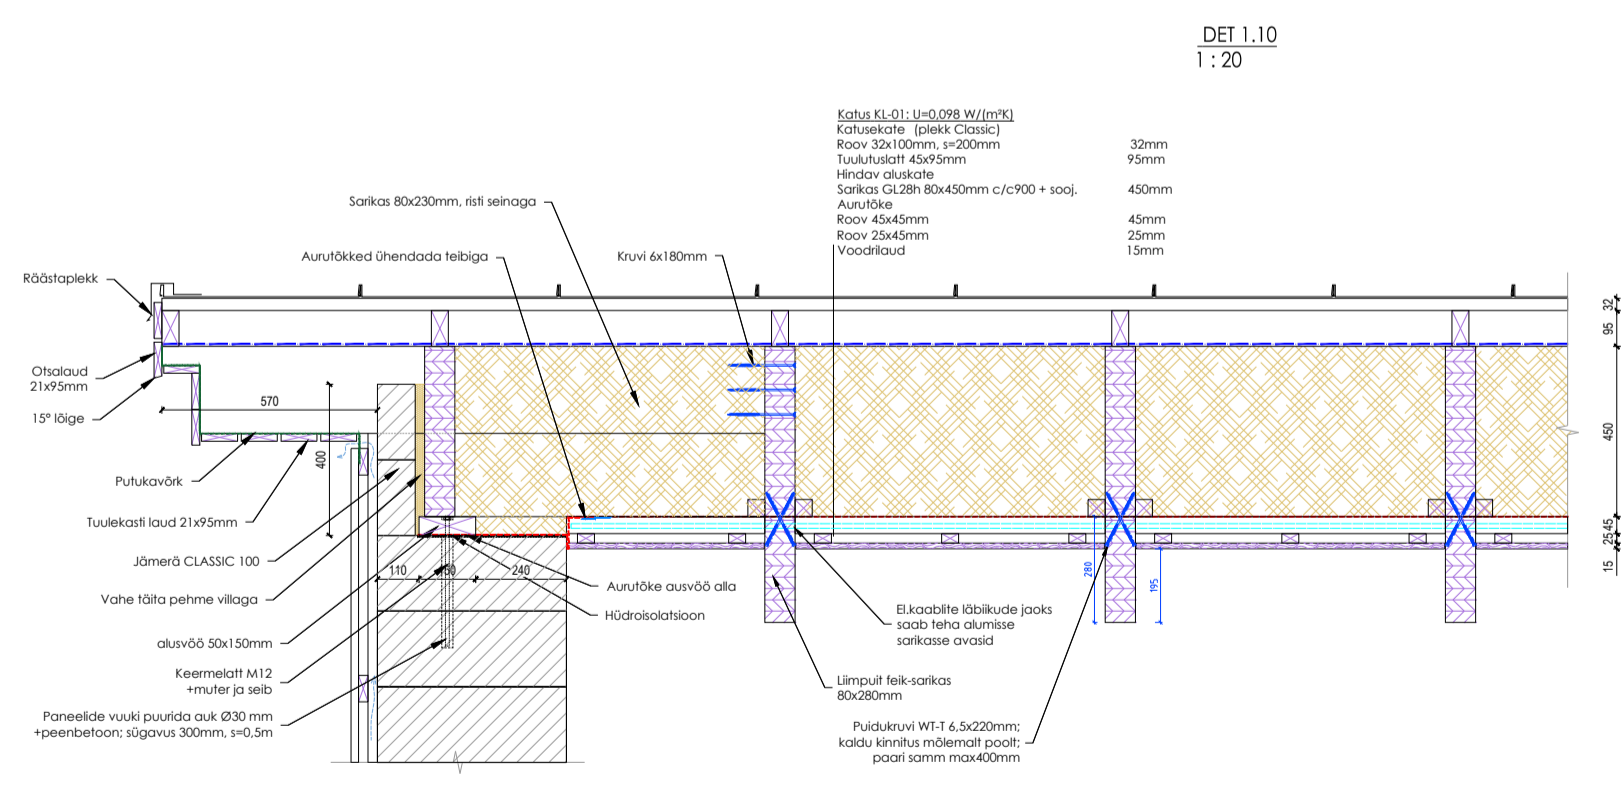 DET 1.10
1 : 20
Katus KL-01: U=0,098 W/(m²K)
Katusekate (plekk Classic)
Roov 32x100mm, s=200mm 32mm
Tuulutuslatt 45x95mm 95mm
Hindav aluskate
Sarikas GL28h 80x450mm c/c900 + sooj. 450mm
Aurutõke
Roov 45x45mm 45mm
Roov 25x45mm 25mm
Voodrilaud 15mm
Sarikas 80x230mm, risti seinaga
Aurutõkked ühendada teibiga
Kruvi 6x180mm
Räästaplekk
Otsalaud
21x95mm
15° lõige
570
400
Putukavõrk
Tuulekasti laud 21x95mm
Jämerä CLASSIC 100
Vahe täita pehme villaga
alusvöö 50x150mm
Keermelatt M12
+muter ja seib
Paneelide vuuki puurida auk Ø30 mm
+peenbetoon; sügavus 300mm, s=0,5m
110
240
Aurutõke ausvöö alla
Hüdroisolatsioon
El.kaablite läbiikude jaoks
saab teha alumisse
sarikasse avasid
Liimpuit feik-sarikas
80x280mm
Puidukruvi WT-T 6,5x220mm;
kaldu kinnitus mõlemalt poolt;
paari samm max400mm
280
195
32
95
450
45
25
15